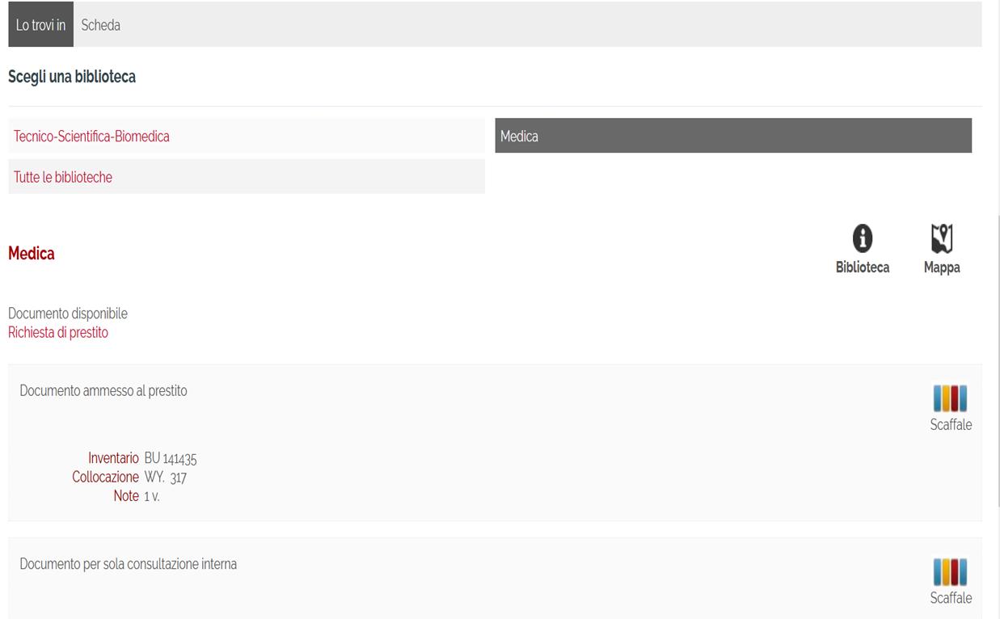 Lo trovi in Scheda
Scegli una biblioteca
Tecnico-Scientifica-Biomedica Medica
Tutte le biblioteche
Medica
Biblioteca Mappa
Documento disponibile
Richiesta di prestito
Documento ammesso al prestito
Scaffale
Inventario BU 141435
Collocazione WY. 317
Note 1 v.
Documento per sola consultazione interna
Scaffale